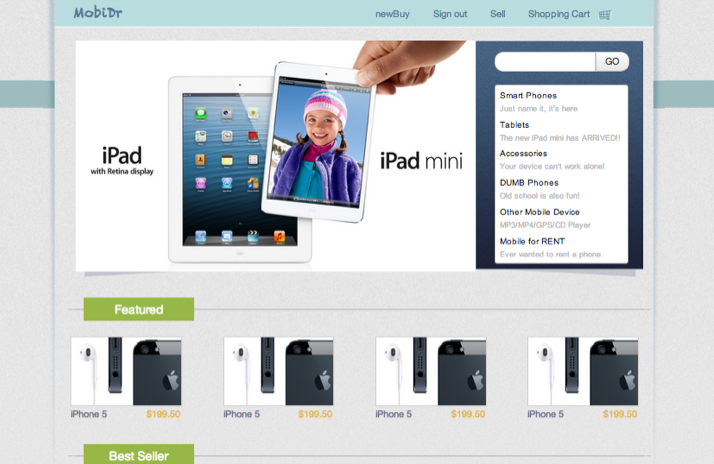 MobiDr
newBuy
Sign out
Sell
Shopping Cart
iPad
with Retina display
iPad mini
GO
Smart Phones
Just name it, it's here
Tablets
The new iPad mini has ARRIVED!!
Accessories
Your device can't work alone!
DUMB Phones
Old school is also fun!
Other Mobile Device
MP3/MP4/GPS/CD Player
Mobile for RENT
Ever wanted to rent a phone
Featured
iPhone 5 $199.50
iPhone 5 $199.50
iPhone 5 $199.50
iPhone 5 $199.50
Best Seller